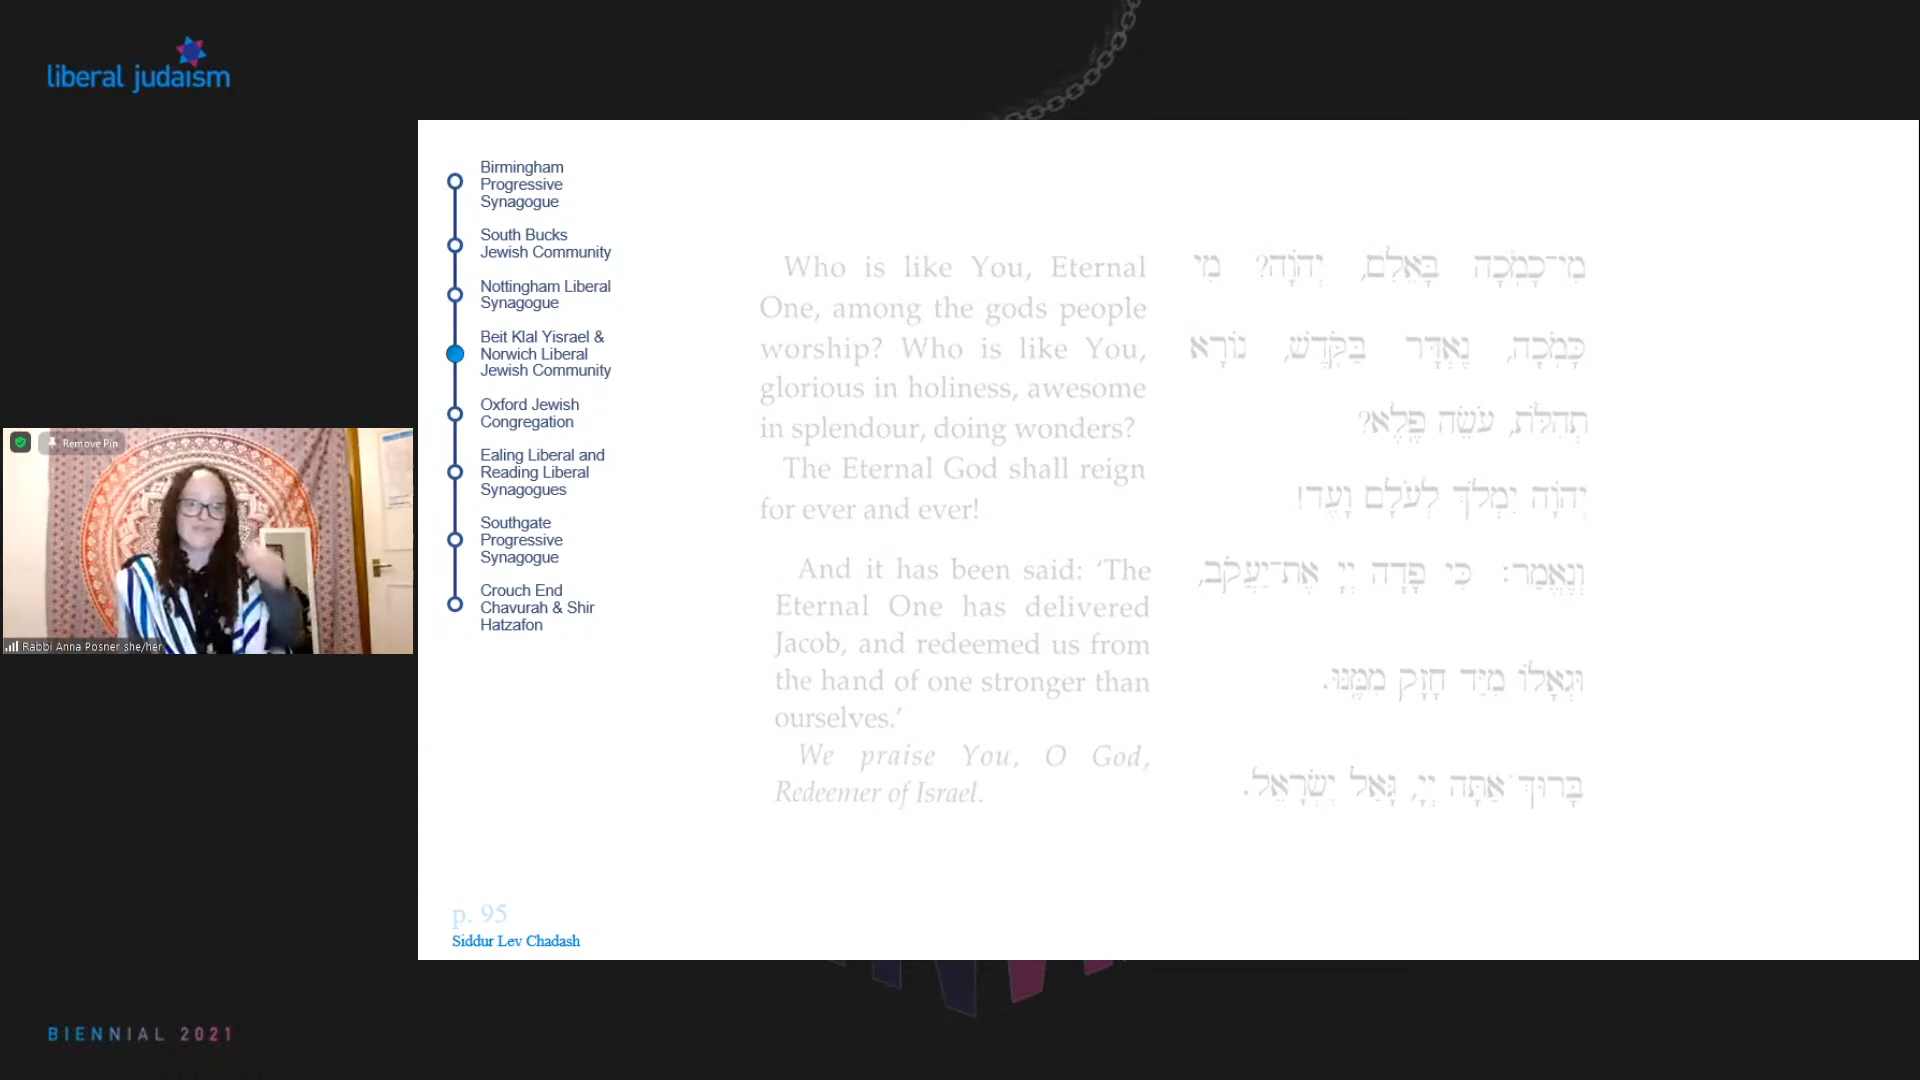 liberal judaism
Birmingham
Progressive
Synagogue
South Bucks
Jewish Community
Nottingham Liberal
Synagogue
Beit Klal Yisrael &
Norwich Liberal
Jewish Community
Oxford Jewish
Congregation
Ealing Liberal and
Reading Liberal
Synagogues
Southgate
Progressive
Synagogue
Crouch End
Chavurah & Shir
Hatzafon
Remove Pin
Rabbi Anna Posner she/her
Who is like You, Eternal
One, among the gods people
worship? Who is like You,
glorious in holiness, awesome
in splendour, doing wonders?
The Eternal God shall reign
for ever and ever!
And it has been said: ‘The
Eternal One has delivered
Jacob, and redeemed us from
the hand of one stronger than
ourselves.’
We praise You, O God,
Redeemer of Israel.
מִי־כָמֹֽכָה בָּאֵלִם, יְהֹוָה? מִי
כָּמֹֽכָה, נֶאְדָּר בַּקֹּֽדֶשׁ, נוֹרָא
תְהִלֹּת, עֹֽשֵׂה פֶֽלֶא?
יְהֹוָה יִמְלֹךְ לְעֹלָם וָעֶד!
וְנֶאֱמַר: כִּי פָדָה יְיָ אֶת־יַעֲקֹב,
וּגְאָלוֹ מִיַּד חָזָק מִמֶּֽנּוּ.
בָּרוּךְ אַתָּה יְיָ, גָּאַל יִשְׂרָאֵל.
p. 95
Siddur Lev Chadash
BIENNIAL 2021